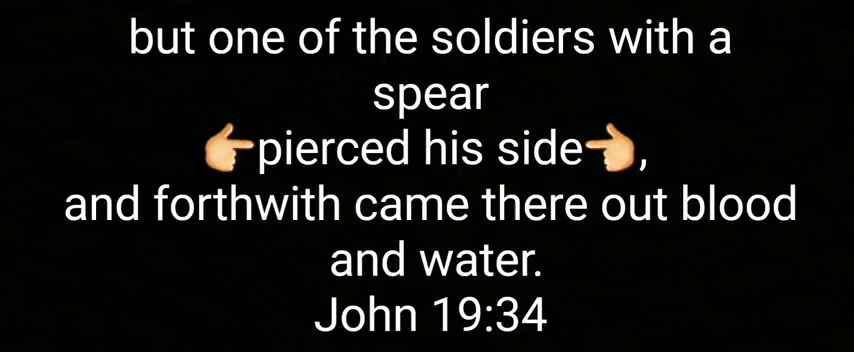 but one of the soldiers with a
spear
👉pierced his side👈,
and forthwith came there out blood
and water.
John 19:34